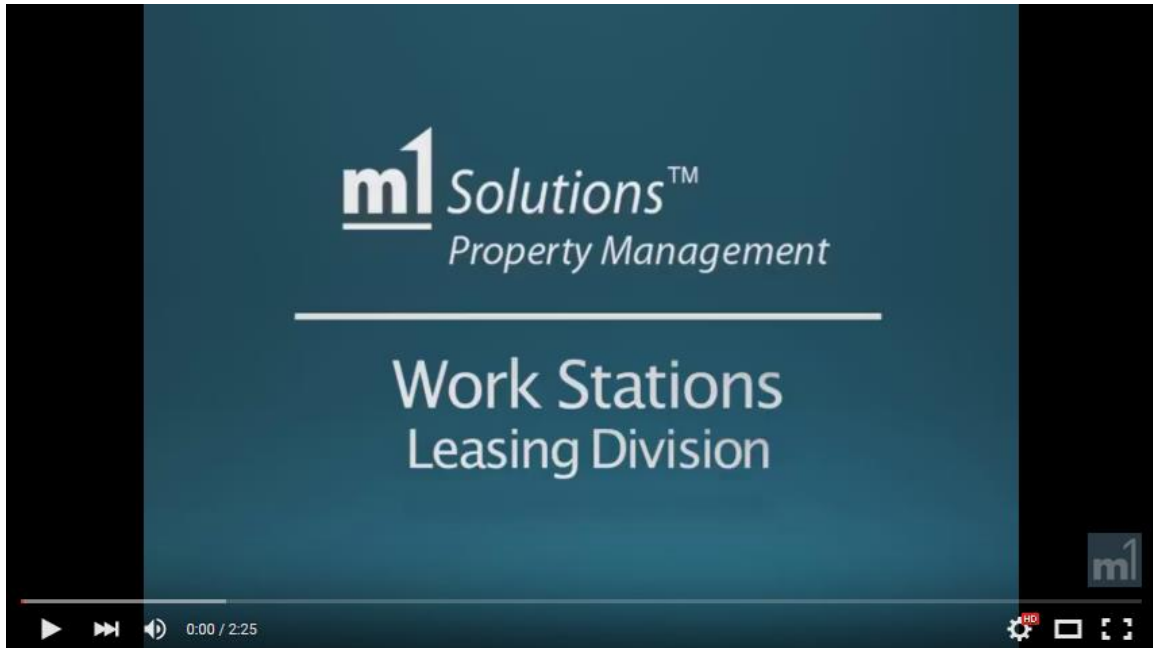 m1 Solutions™
Property Management
Work Stations
Leasing Division
m1
0:00 / 2:25
HD